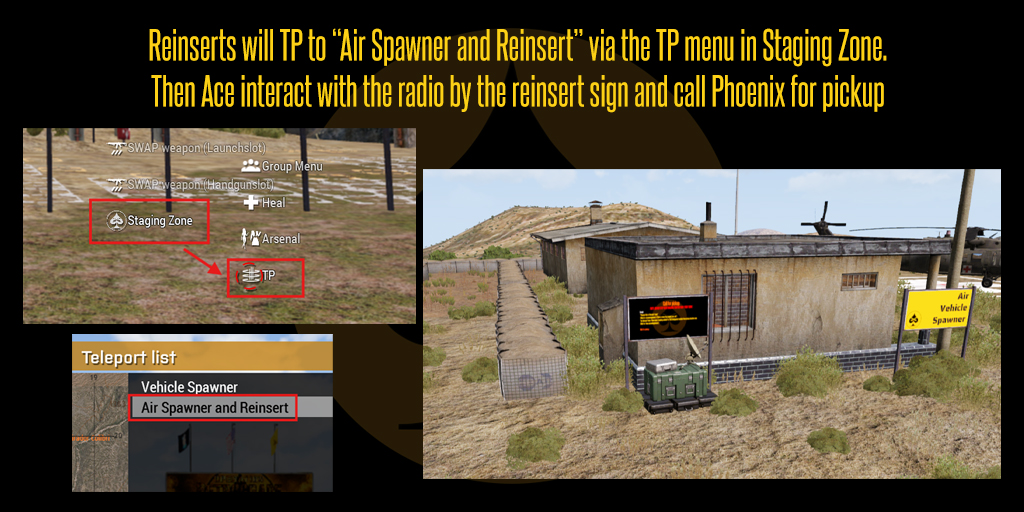 Reinserts will TP to “Air Spawner and Reinsert” via the TP menu in Staging Zone.
Then Ace interact with the radio by the reinsert sign and call Phoenix for pickup
SWAP weapon (Launchslot)
Group Menu
SWAP weapon (Handgunslot)
Heal
Staging Zone
Arsenal
TP
Teleport list
Vehicle Spawner
Air Spawner and Reinsert
Air
Vehicle
Spawner